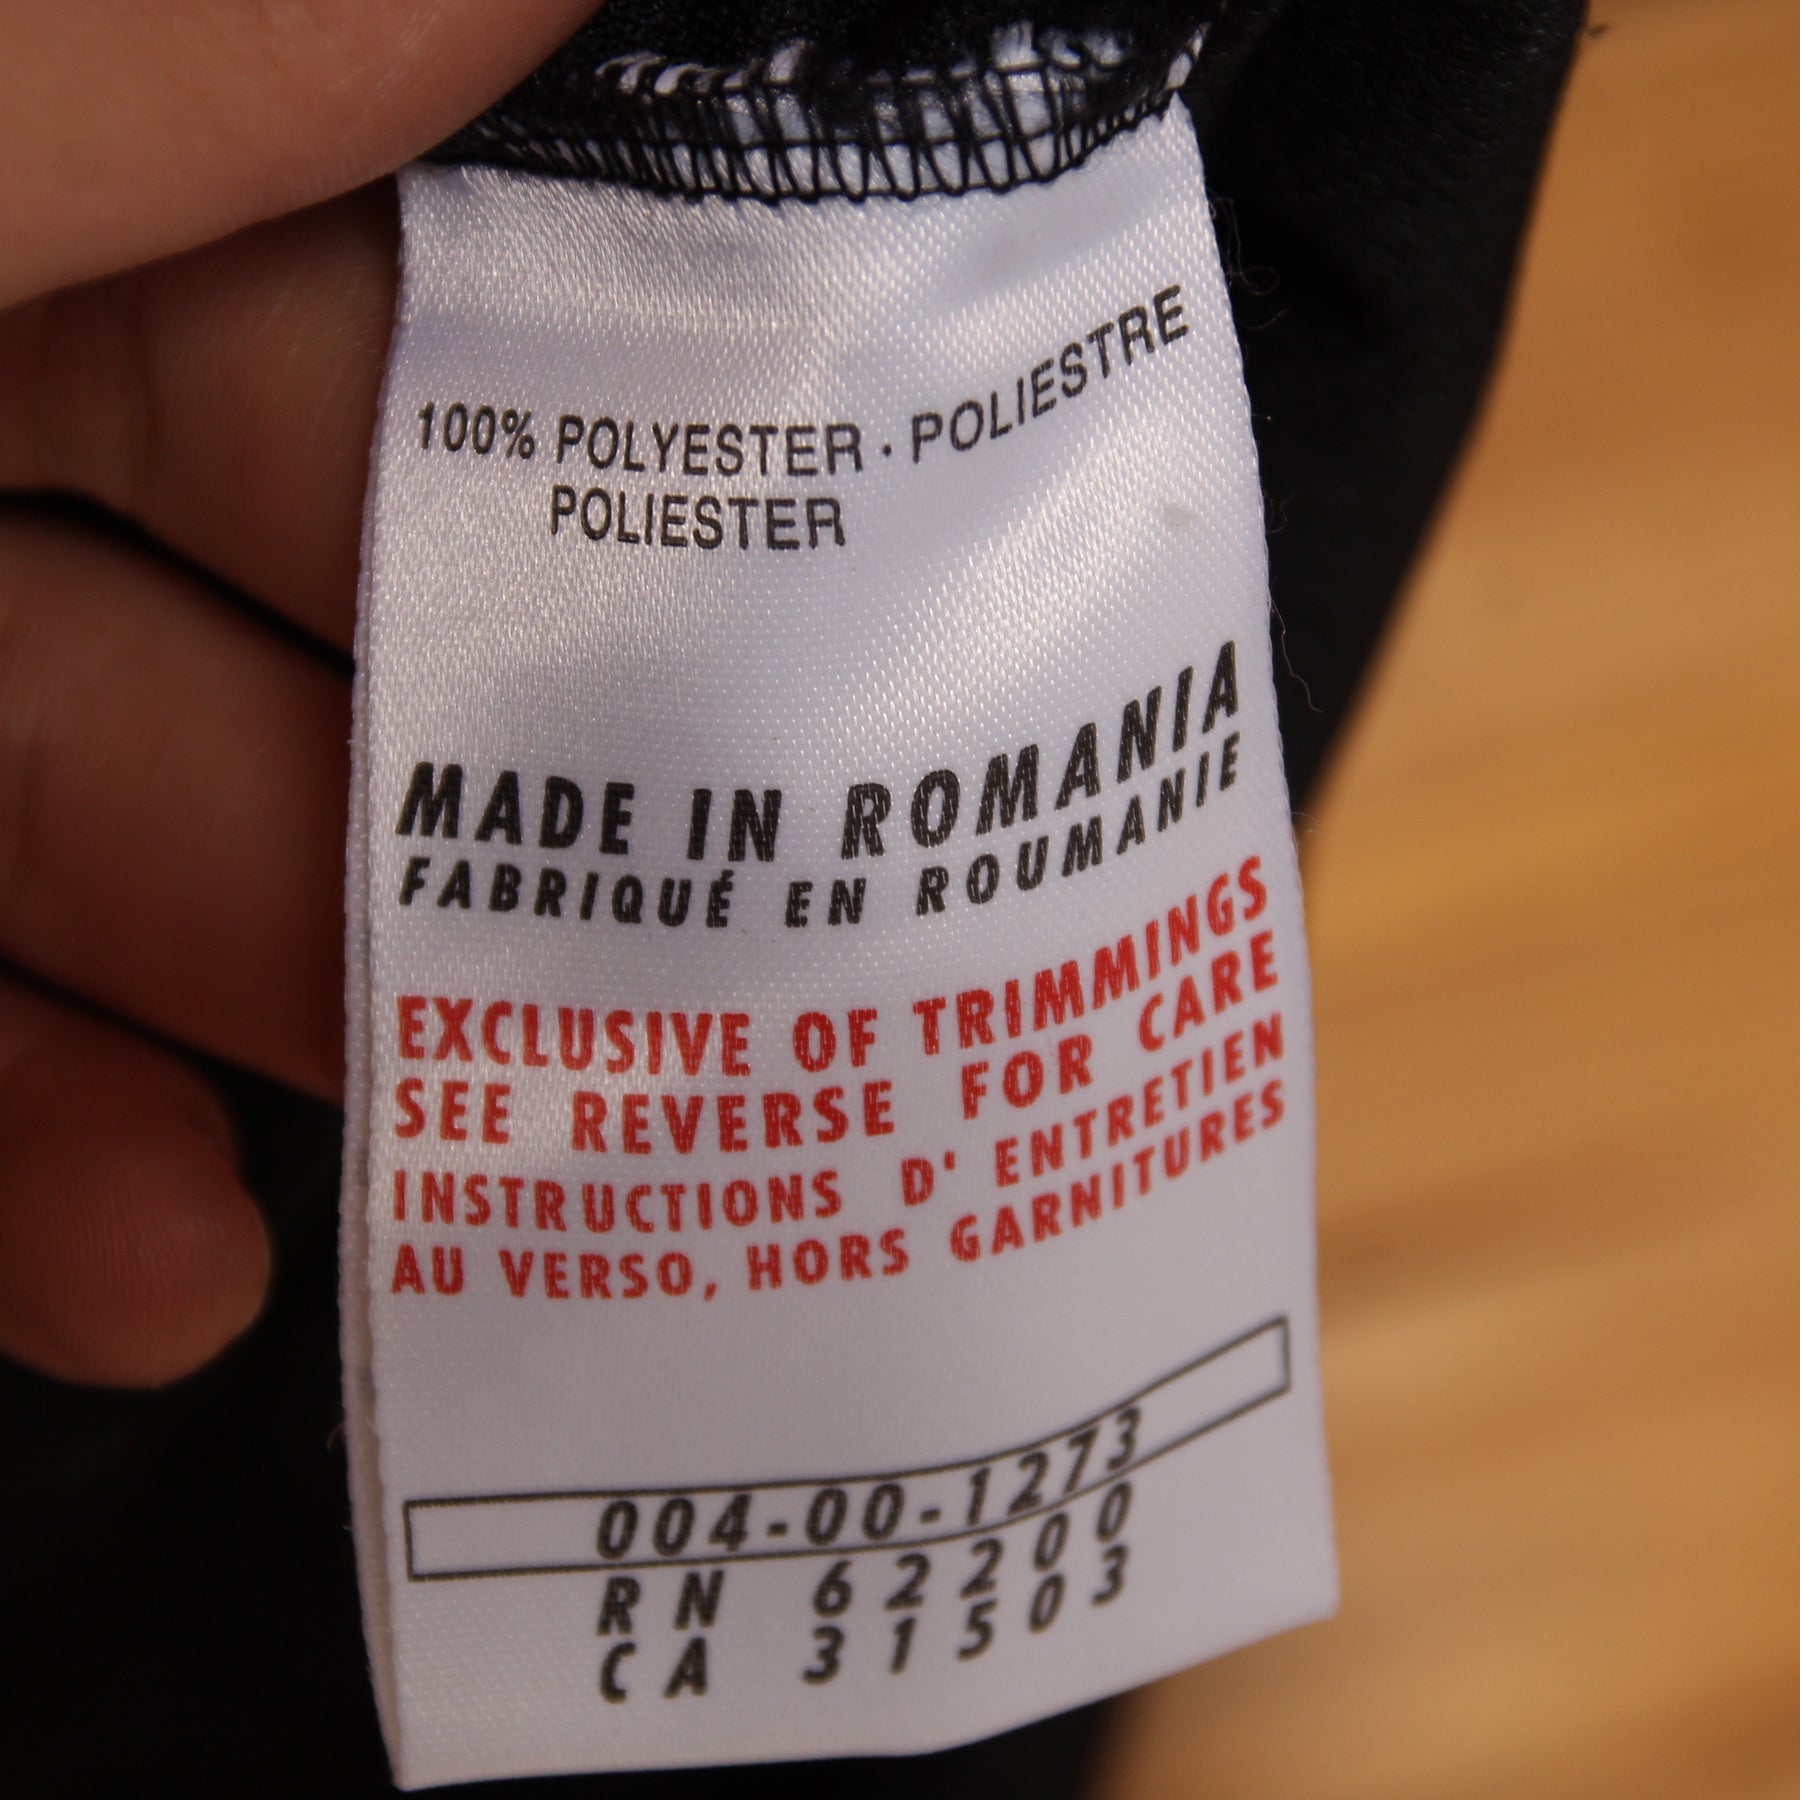 100% POLYESTER · POLIESTRE
POLIESTER
MADE IN ROMANIA
FABRIQUÉ EN ROUMANIE
EXCLUSIVE OF TRIMMINGS
SEE REVERSE FOR CARE
INSTRUCTIONS D' ENTRETIEN
AU VERSO, HORS GARNITURES
004-00-1273
RN 62200
CA 31503